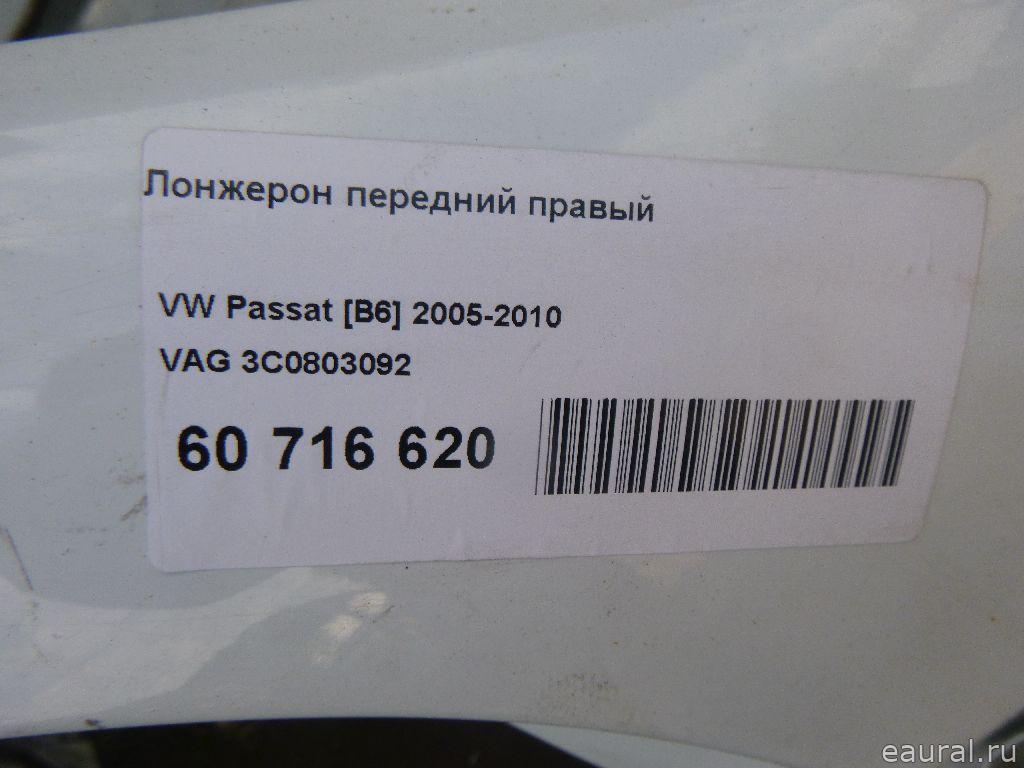 Лонжерон передний правый
VW Passat [B6] 2005-2010
VAG 3C0803092
60 716 620
eaural.ru